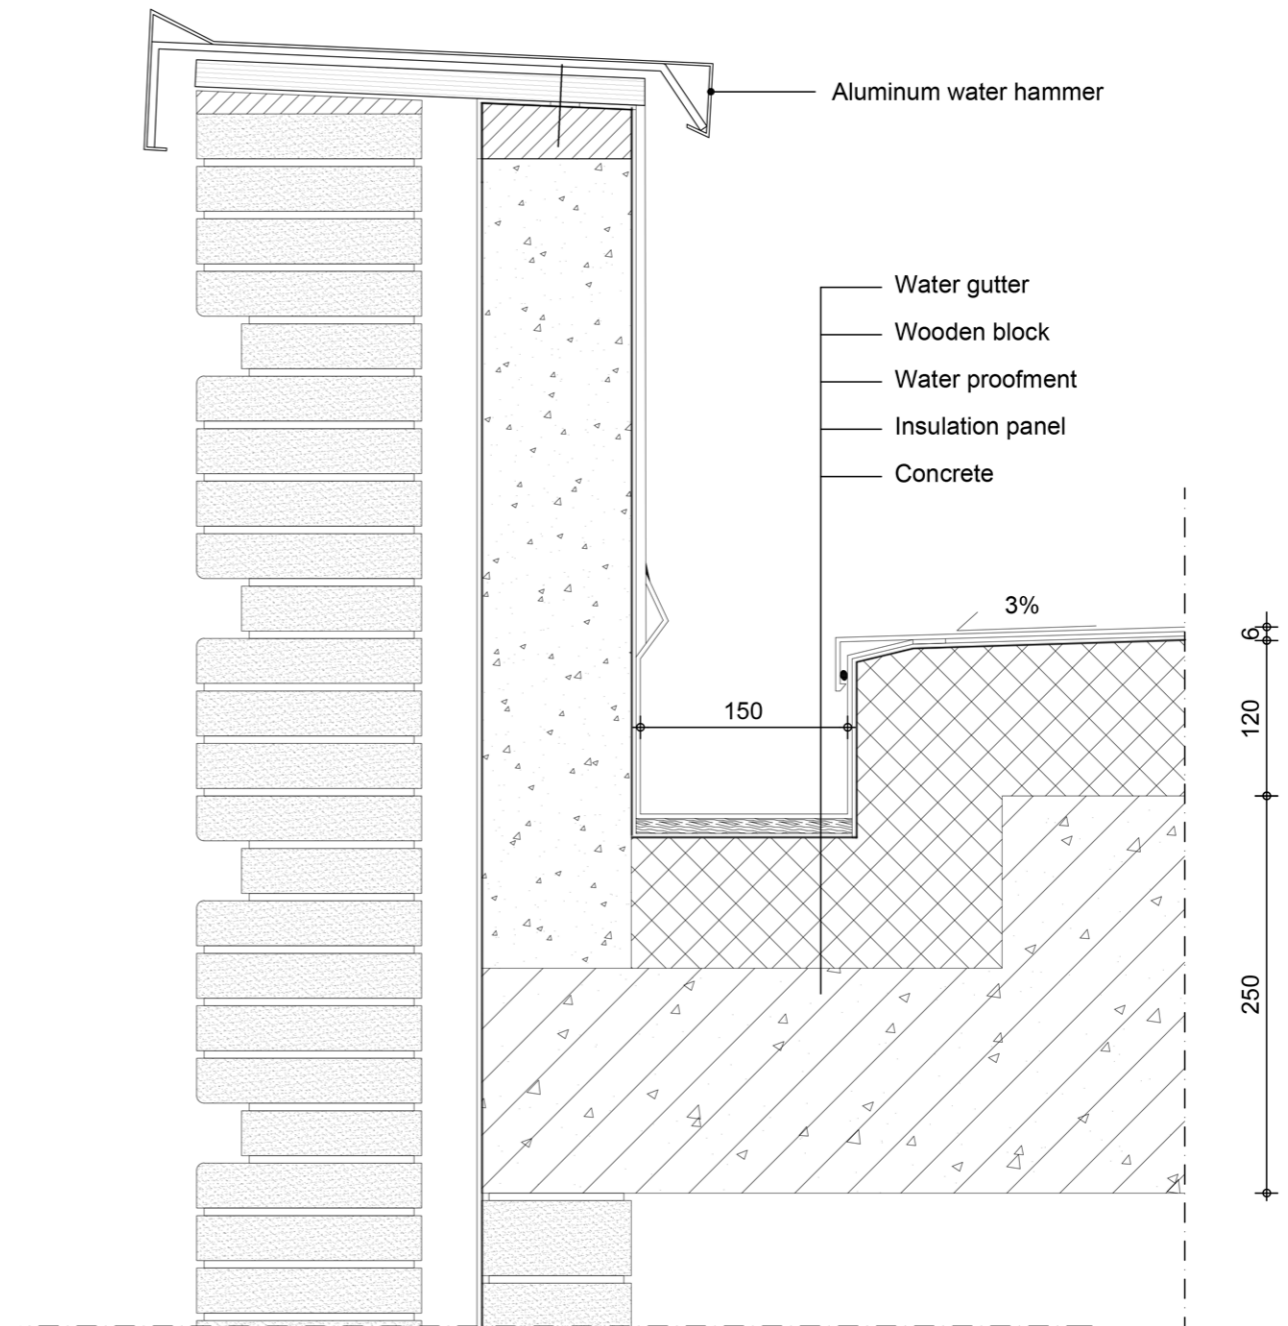 Aluminum water hammer
Water gutter
Wooden block
Water proofment
Insulation panel
Concrete
3%
6
150
120
250